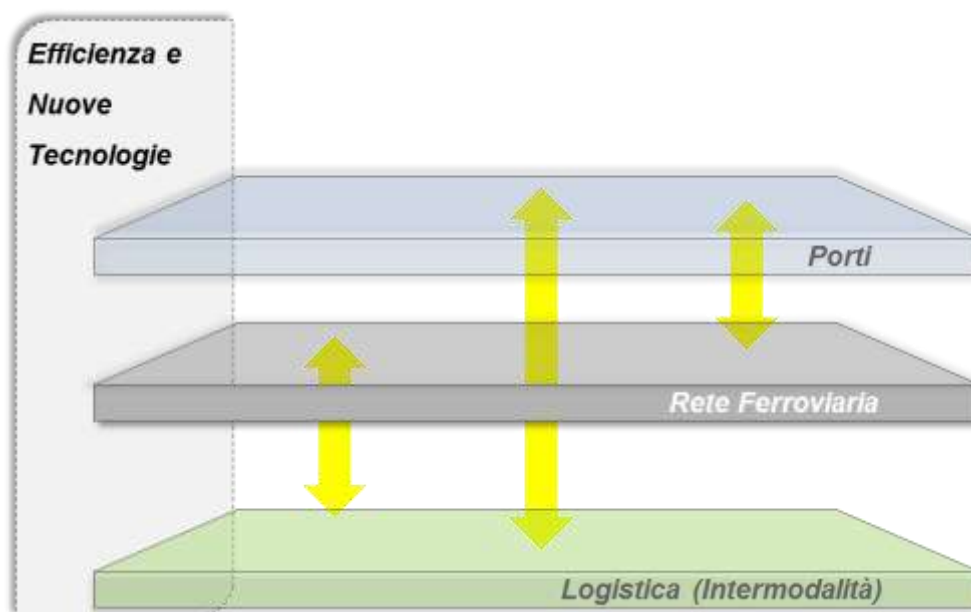 Efficienza e
Nuove
Tecnologie
Porti
Rete Ferroviaria
Logistica (Intermodalità)